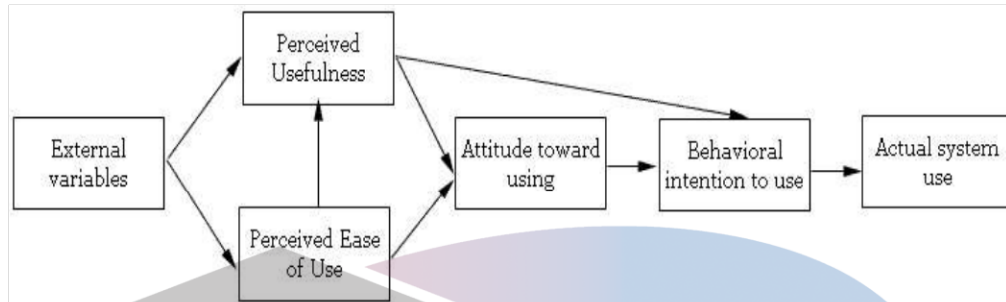 Perceived
Usefulness
External
variables
Attitude toward
using
Behavioral
intention to use
Actual system
use
Perceived Ease
of Use